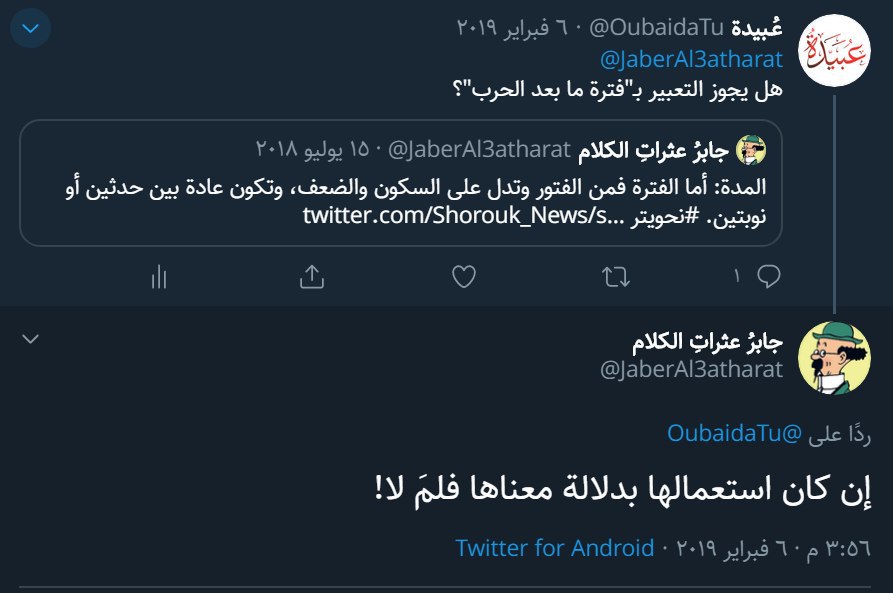 عُبيدة @OubaidaTu · ٦ فبراير ٢٠١٩
@JaberAl3atharat
هل يجوز التعبير بـ"فترة ما بعد الحرب"؟
جابرُ عثراتِ الكلام @JaberAl3atharat · ١٥ يوليو ٢٠١٨
المدة: أما الفترة فمن الفتور وتدل على السكون والضعف، وتكون عادة بين حدثين أو
نوبتين. #نحويتر twitter.com/Shorouk_News/s…
١
جابرُ عثراتِ الكلام
@JaberAl3atharat
ردًا على @OubaidaTu
إن كان استعمالها بدلالة معناها فلمَ لا!
٣:٥٦ م · ٦ فبراير ٢٠١٩ · Twitter for Android
عُبَيْدَة